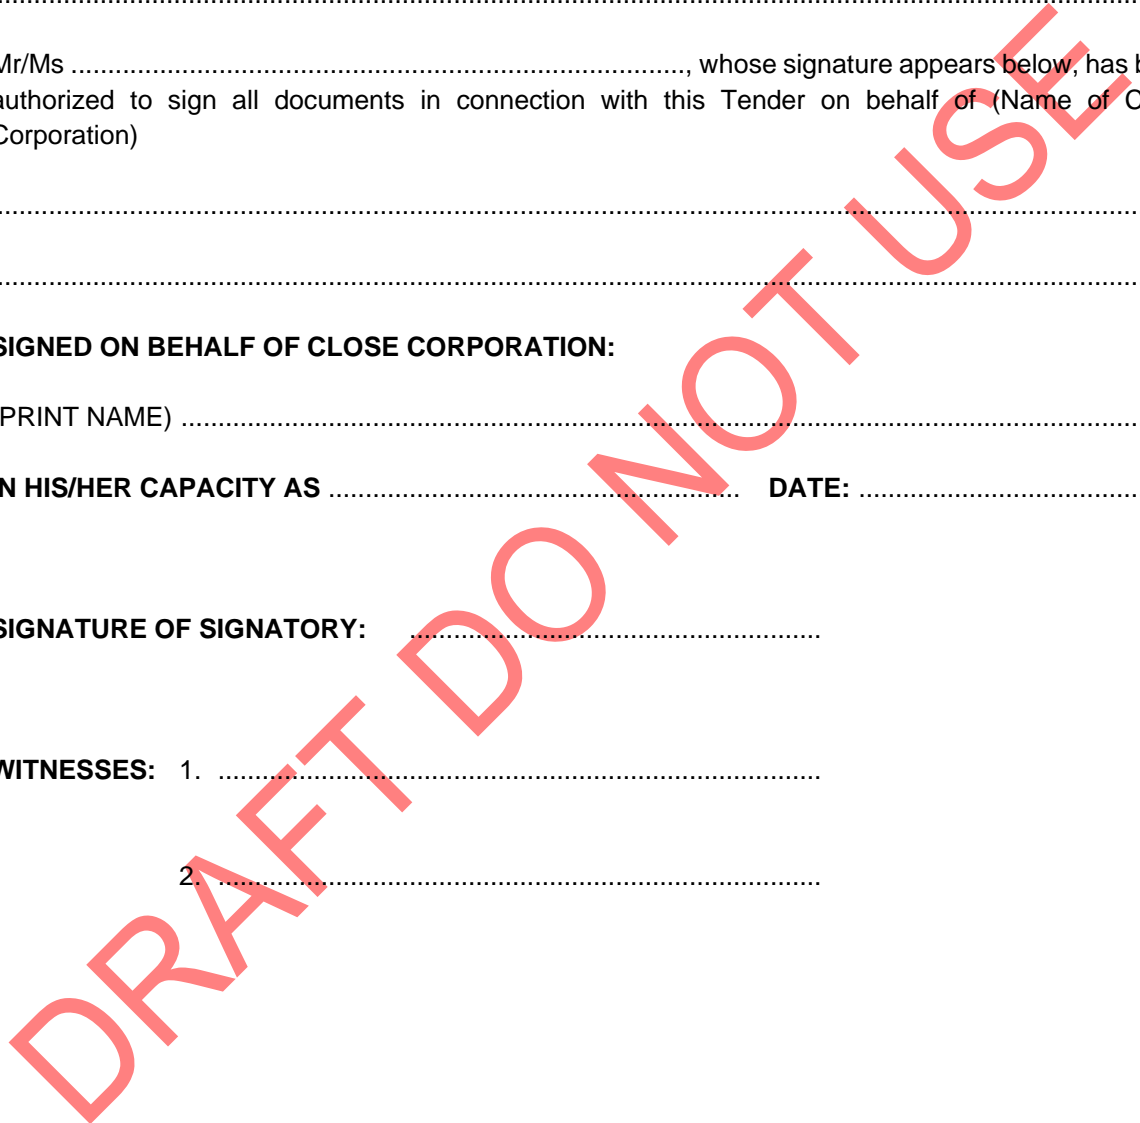 ....................................................................................................................................................
Mr/Ms ...................................................................................., whose signature appears below, has b
authorized to sign all documents in connection with this Tender on behalf of (Name of C
Corporation)
....................................................................................................................................................
....................................................................................................................................................
SIGNED ON BEHALF OF CLOSE CORPORATION:
(PRINT NAME) ..................................................................................................................................
IN HIS/HER CAPACITY AS ........................................................ DATE: ......................................
SIGNATURE OF SIGNATORY: ........................................................
WITNESSES: 1. ..................................................................................
2. ..................................................................................
DRAFT DO NOT USE